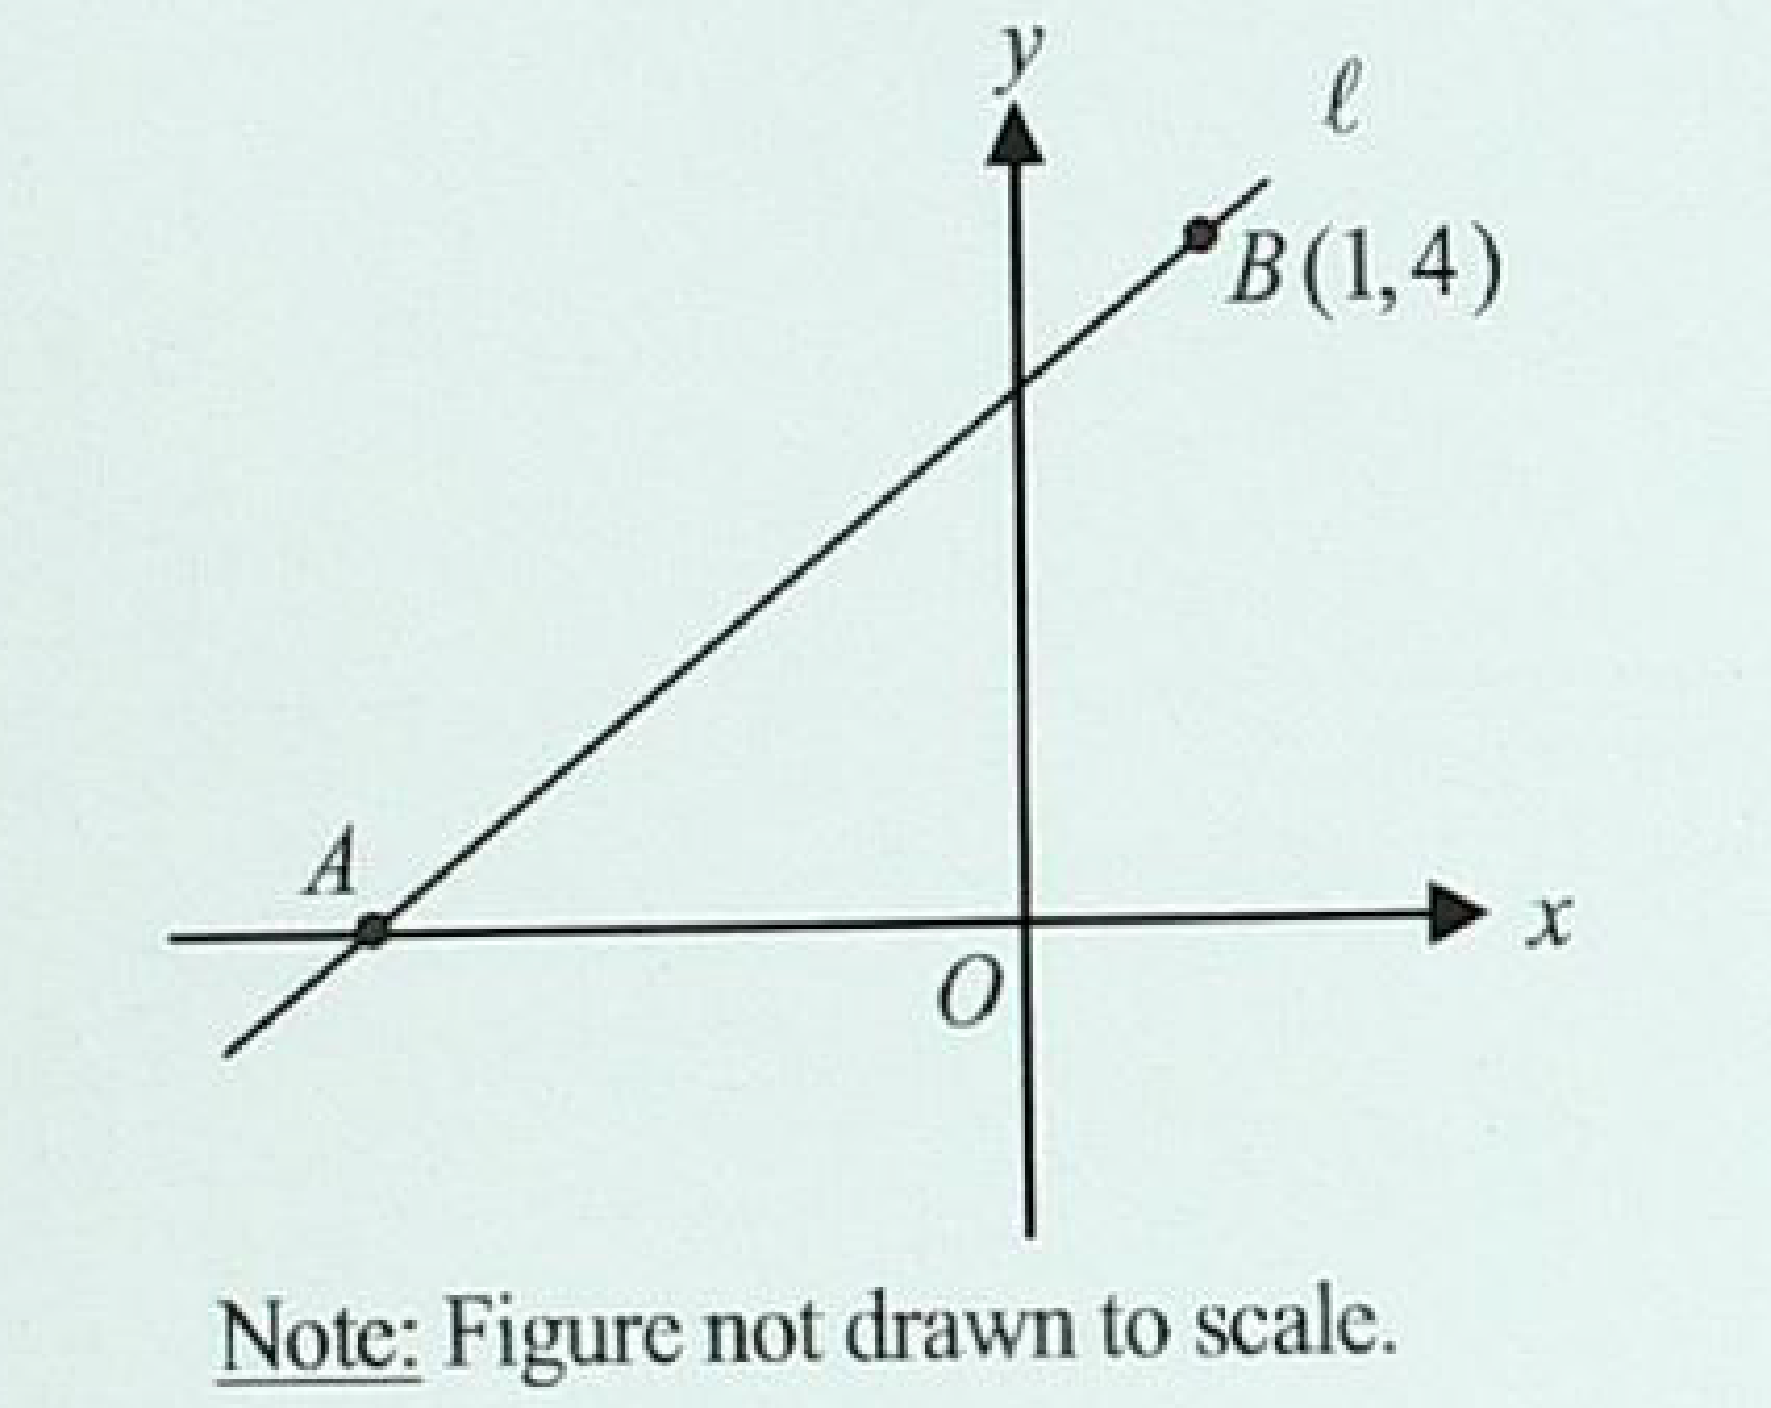 y
ℓ
B(1,4)
A
x
O
Note: Figure not drawn to scale.